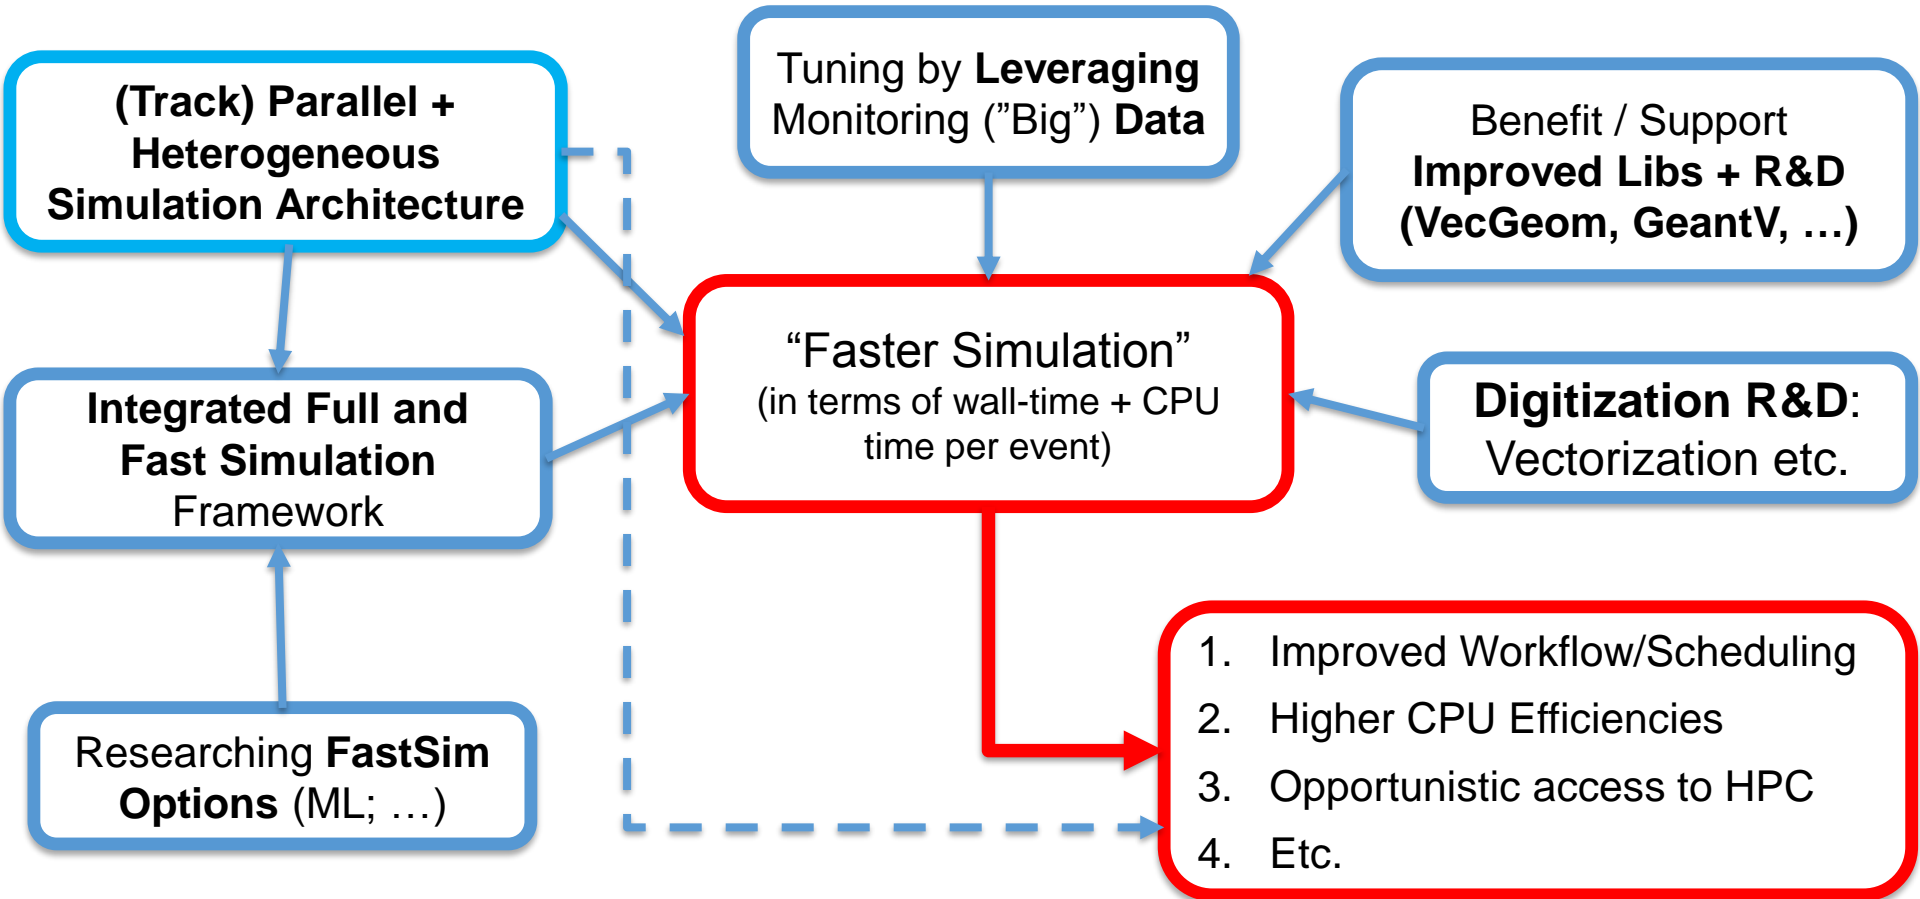 (Track) Parallel +
Heterogeneous
Simulation Architecture
Tuning by Leveraging
Monitoring (”Big”) Data
Benefit / Support
Improved Libs + R&D
(VecGeom, GeantV, …)
Integrated Full and
Fast Simulation
Framework
“Faster Simulation”
(in terms of wall-time + CPU
time per event)
Digitization R&D:
Vectorization etc.
Researching FastSim
Options (ML; …)
1. Improved Workflow/Scheduling
2. Higher CPU Efficiencies
3. Opportunistic access to HPC
4. Etc.